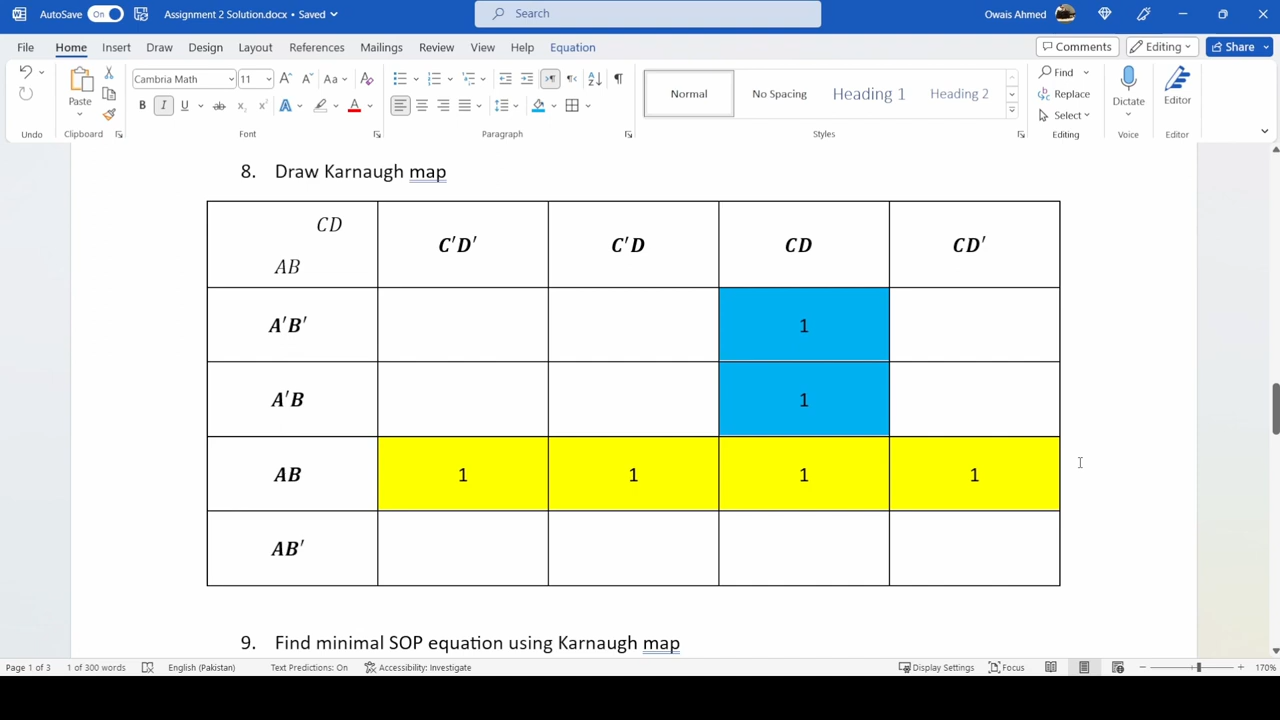 AutoSave On Assignment 2 Solution.docx • Saved Search Owais Ahmed
File Home Insert Draw Design Layout References Mailings Review View Help Equation Comments Editing Share
Paste Cambria Math 11 Aa Normal No Spacing Heading 1 Heading 2 Find Replace Select Dictate Editor
Undo Clipboard Font Paragraph Styles Editing Voice Editor
8. Draw Karnaugh map
CD
AB
C′D′ C′D CD CD′
A′B′ 1
A′B 1
AB 1 1 1 1
AB′
9. Find minimal SOP equation using Karnaugh map
Page 1 of 3 1 of 300 words English (Pakistan) Text Predictions: On Accessibility: Investigate Display Settings Focus 170%